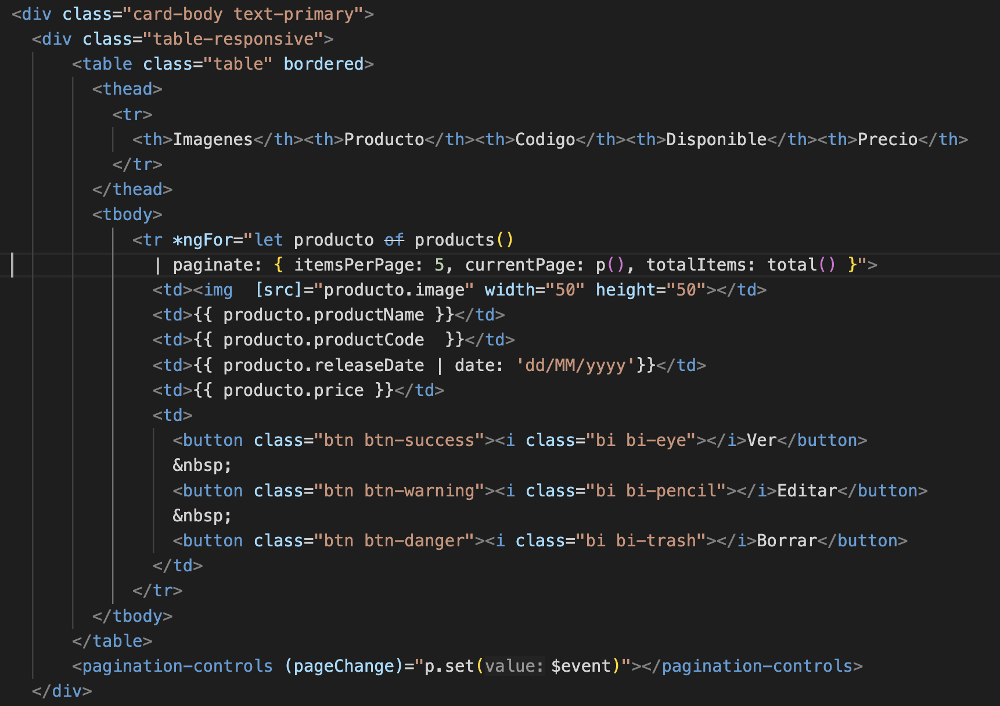 <div class="card-body text-primary">
<div class="table-responsive">
<table class="table" bordered>
<thead>
<tr>
<th>Imagenes</th><th>Producto</th><th>Codigo</th><th>Disponible</th><th>Precio</th>
</tr>
</thead>
<tbody>
<tr *ngFor="let producto of products()
| paginate: { itemsPerPage: 5, currentPage: p(), totalItems: total() }">
<td><img  [src]="producto.image" width="50" height="50"></td>
<td>{{ producto.productName }}</td>
<td>{{ producto.productCode  }}</td>
<td>{{ producto.releaseDate | date: 'dd/MM/yyyy'}}</td>
<td>{{ producto.price }}</td>
<td>
<button class="btn btn-success"><i class="bi bi-eye"></i>Ver</button>
&nbsp;
<button class="btn btn-warning"><i class="bi bi-pencil"></i>Editar</button>
&nbsp;
<button class="btn btn-danger"><i class="bi bi-trash"></i>Borrar</button>
</td>
</tr>
</tbody>
</table>
<pagination-controls (pageChange)="p.set(value: $event)"></pagination-controls>
</div>